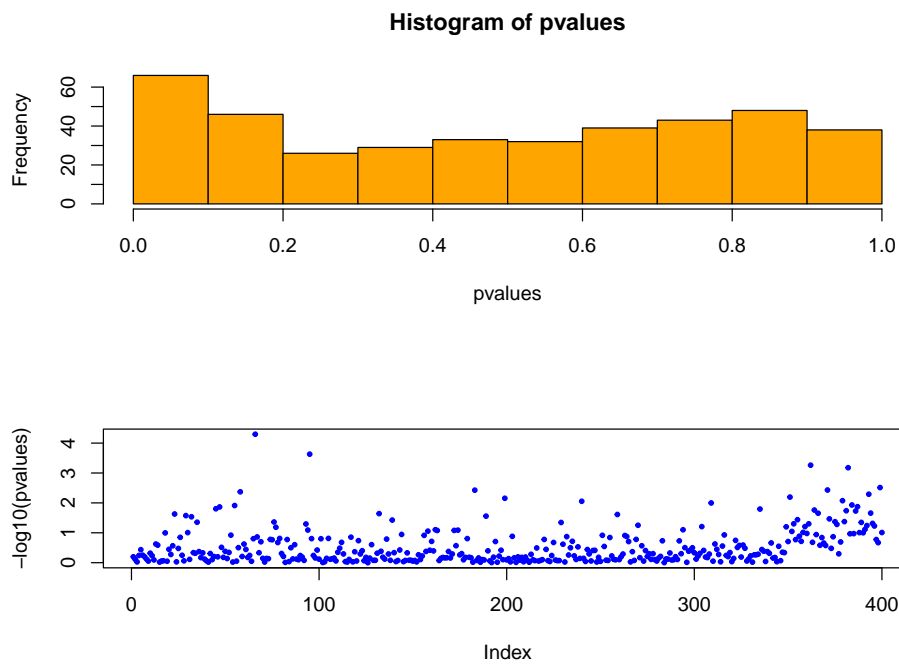 Histogram of pvalues
Frequency
60
40
20
0
0.0 0.2 0.4 0.6 0.8 1.0
pvalues
−log10(pvalues)
4
3
2
1
0
0 100 200 300 400
Index